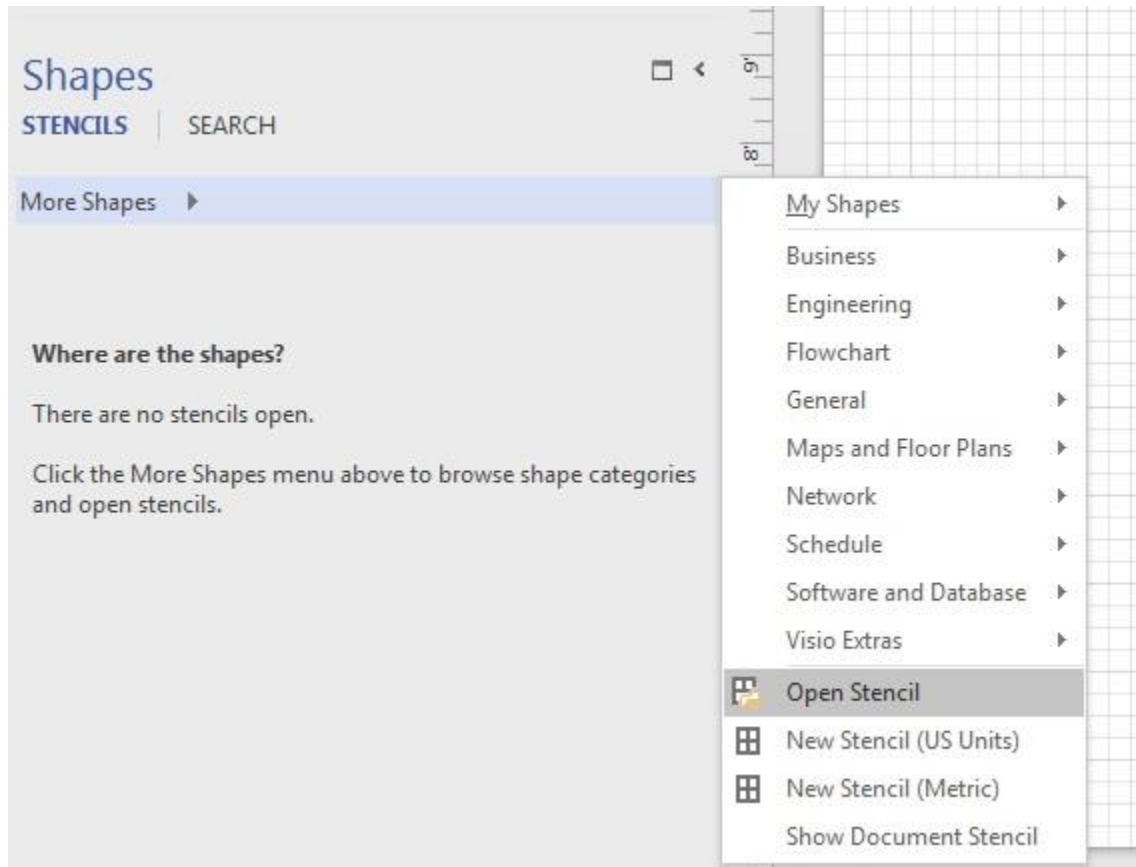 Shapes
STENCILS SEARCH
More Shapes
Where are the shapes?
There are no stencils open.
Click the More Shapes menu above to browse shape categories
and open stencils.
9'
8'
My Shapes
Business
Engineering
Flowchart
General
Maps and Floor Plans
Network
Schedule
Software and Database
Visio Extras
Open Stencil
New Stencil (US Units)
New Stencil (Metric)
Show Document Stencil